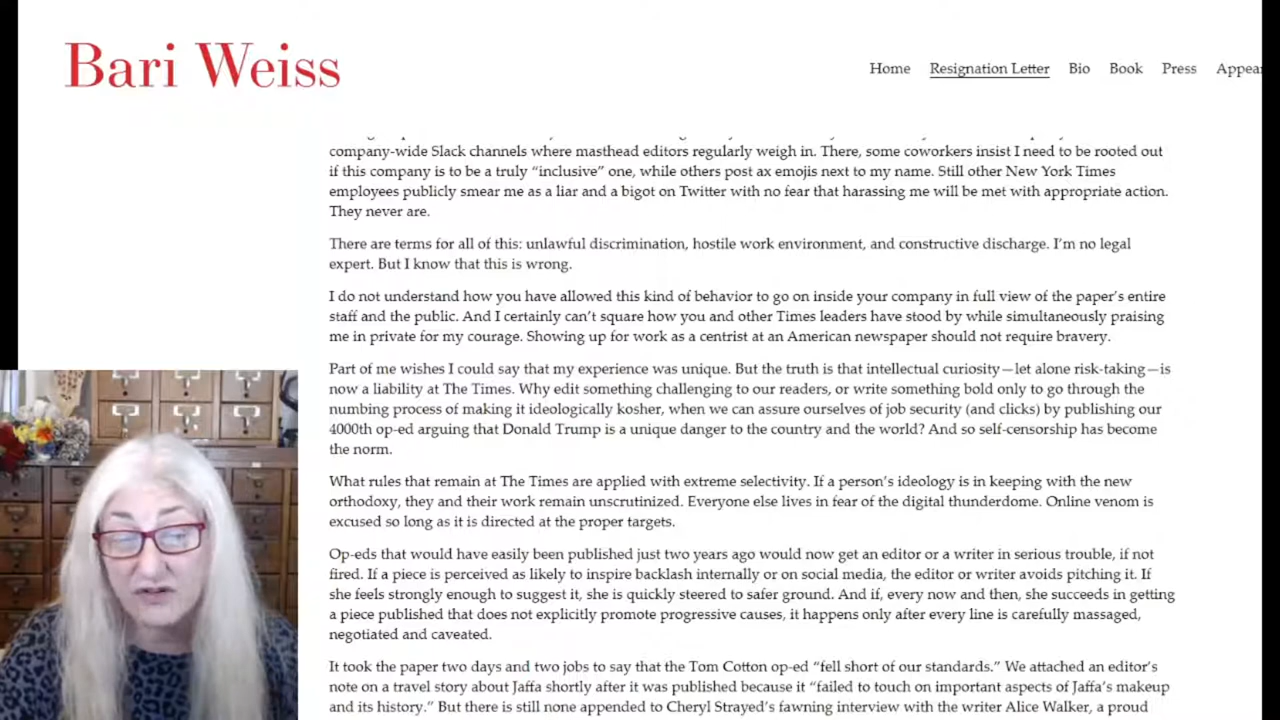 Bari Weiss
Home Resignation Letter Bio Book Press Appear
company-wide Slack channels where masthead editors regularly weigh in. There, some coworkers insist I need to be rooted out
if this company is to be a truly “inclusive” one, while others post ax emojis next to my name. Still other New York Times
employees publicly smear me as a liar and a bigot on Twitter with no fear that harassing me will be met with appropriate action.
They never are.
There are terms for all of this: unlawful discrimination, hostile work environment, and constructive discharge. I’m no legal
expert. But I know that this is wrong.
I do not understand how you have allowed this kind of behavior to go on inside your company in full view of the paper’s entire
staff and the public. And I certainly can’t square how you and other Times leaders have stood by while simultaneously praising
me in private for my courage. Showing up for work as a centrist at an American newspaper should not require bravery.
Part of me wishes I could say that my experience was unique. But the truth is that intellectual curiosity—let alone risk-taking—is
now a liability at The Times. Why edit something challenging to our readers, or write something bold only to go through the
numbing process of making it ideologically kosher, when we can assure ourselves of job security (and clicks) by publishing our
4000th op-ed arguing that Donald Trump is a unique danger to the country and the world? And so self-censorship has become
the norm.
What rules that remain at The Times are applied with extreme selectivity. If a person’s ideology is in keeping with the new
orthodoxy, they and their work remain unscrutinized. Everyone else lives in fear of the digital thunderdome. Online venom is
excused so long as it is directed at the proper targets.
Op-eds that would have easily been published just two years ago would now get an editor or a writer in serious trouble, if not
fired. If a piece is perceived as likely to inspire backlash internally or on social media, the editor or writer avoids pitching it. If
she feels strongly enough to suggest it, she is quickly steered to safer ground. And if, every now and then, she succeeds in getting
a piece published that does not explicitly promote progressive causes, it happens only after every line is carefully massaged,
negotiated and caveated.
It took the paper two days and two jobs to say that the Tom Cotton op-ed “fell short of our standards.” We attached an editor’s
note on a travel story about Jaffa shortly after it was published because it “failed to touch on important aspects of Jaffa’s makeup
and its history.” But there is still none appended to Cheryl Strayed’s fawning interview with the writer Alice Walker, a proud